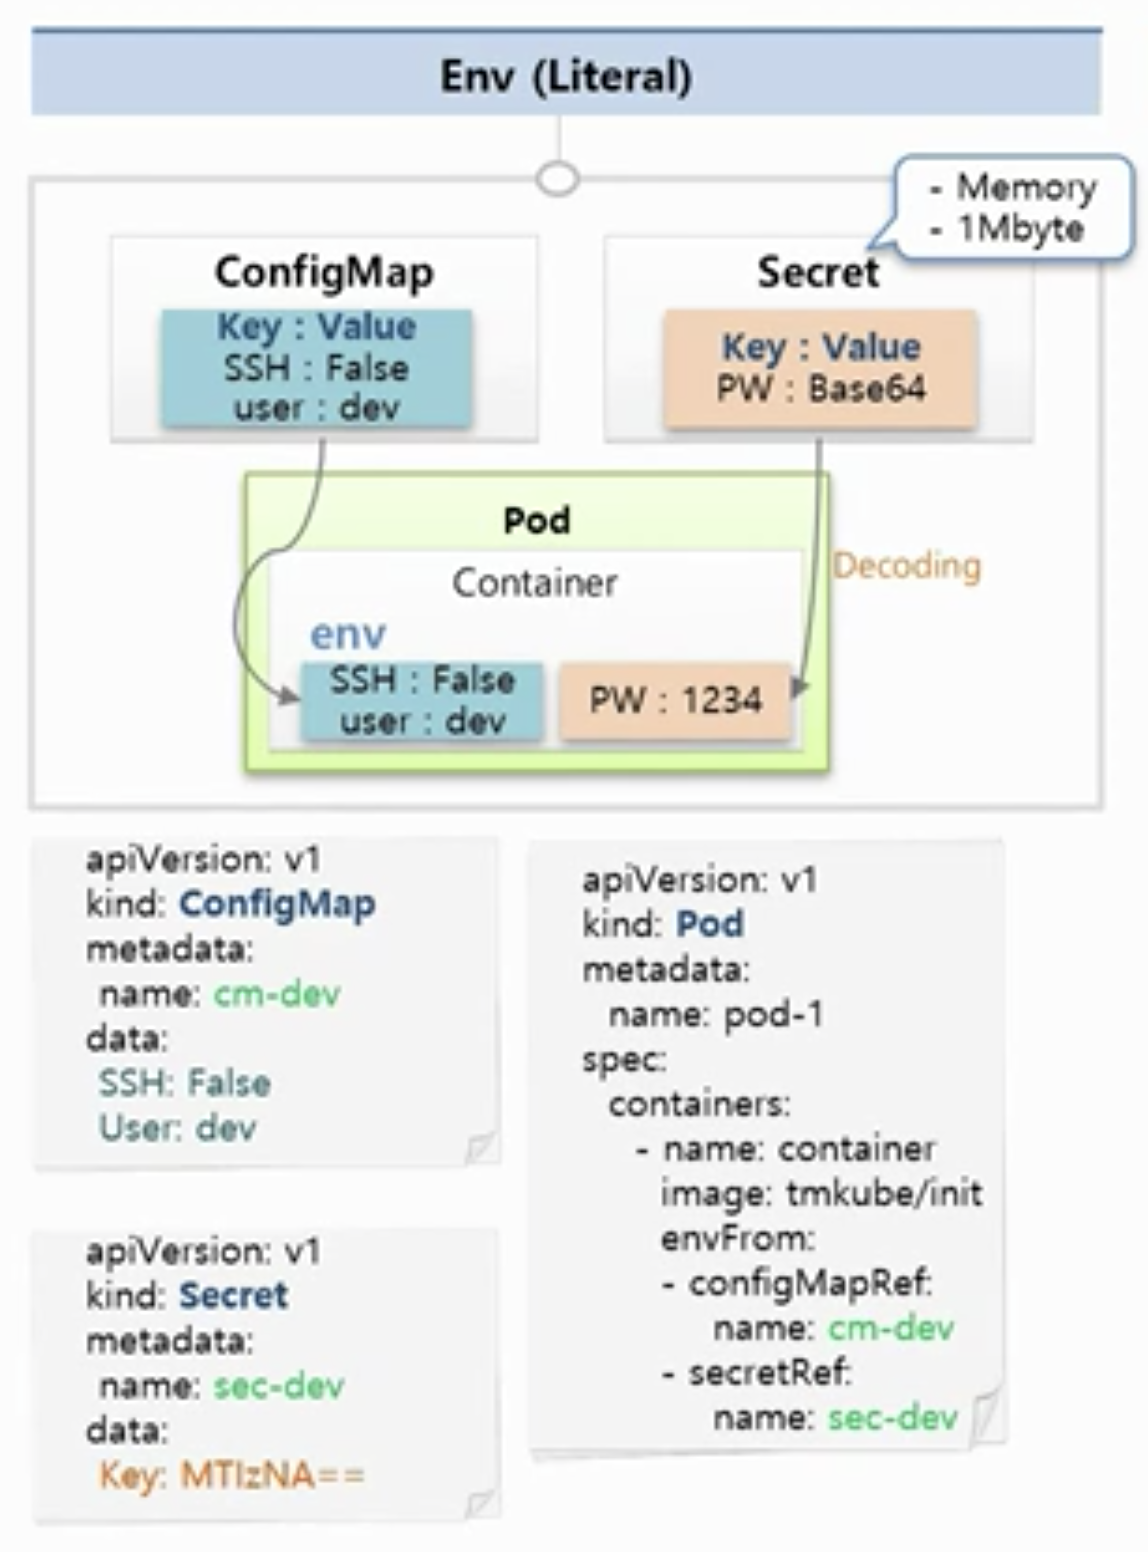 Env (Literal)
- Memory
- 1Mbyte
ConfigMap
Key : Value
SSH : False
user : dev
Secret
Key : Value
PW : Base64
Pod
Container
Decoding
env
SSH : False
user : dev
PW : 1234
apiVersion: v1
kind: ConfigMap
metadata:
name: cm-dev
data:
SSH: False
User: dev
apiVersion: v1
kind: Secret
metadata:
name: sec-dev
data:
Key: MTIzNA==
apiVersion: v1
kind: Pod
metadata:
name: pod-1
spec:
containers:
- name: container
image: tmkube/init
envFrom:
- configMapRef:
name: cm-dev
- secretRef:
name: sec-dev